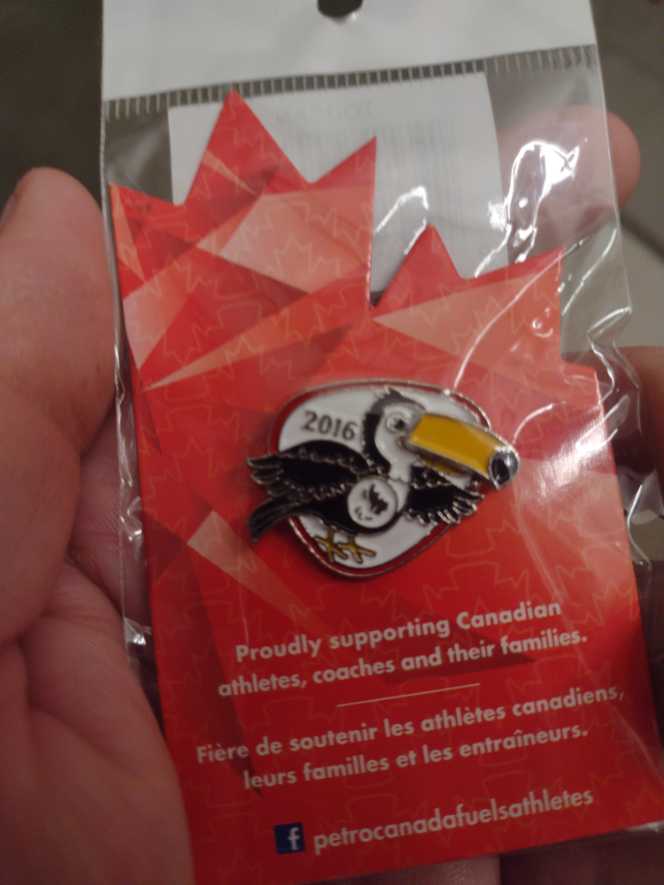 2016
Proudly supporting Canadian
athletes, coaches and their families.
Fière de soutenir les athlètes canadiens,
leurs familles et les entraîneurs.
f petrocanadafuelsathletes